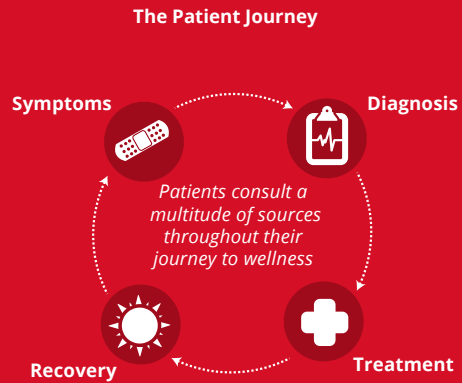 The Patient Journey
Symptoms
Diagnosis
Patients consult a
multitude of sources
throughout their
journey to wellness
Recovery
Treatment